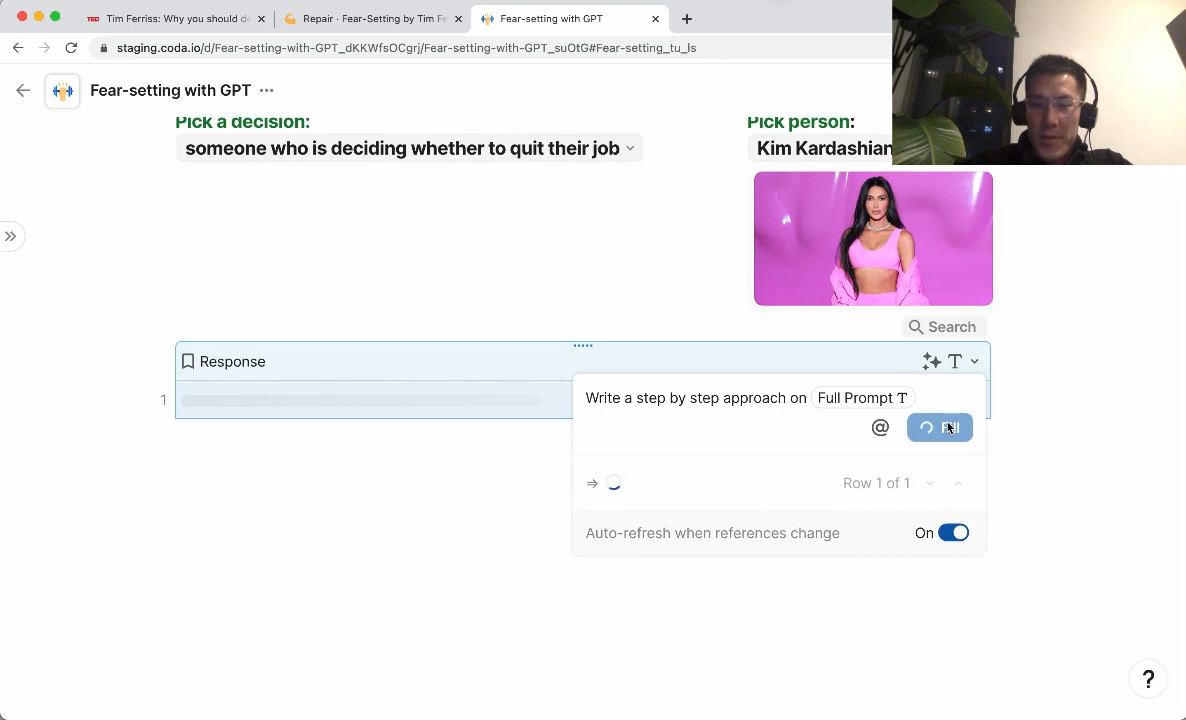 Tim Ferriss: Why you should de
Repair · Fear-Setting by Tim Fe
Fear-setting with GPT
staging.coda.io/d/Fear-setting-with-GPT_dKKWfsOCgrj/Fear-setting-with-GPT_suOtG#Fear-setting_tu_ls
Fear-setting with GPT
Pick a decision:
Pick person:
someone who is deciding whether to quit their job
Kim Kardashian
Search
Response
1
Write a step by step approach on Full Prompt
@
Fill
Row 1 of 1
Auto-refresh when references change
On
?